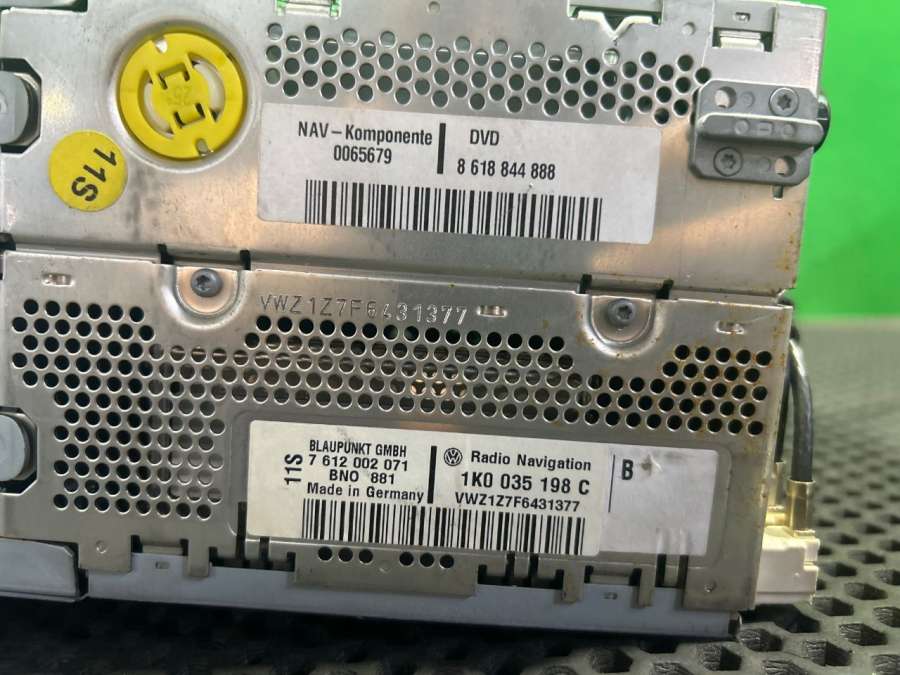 11S
NAV-Komponente
0065679
DVD
8 618 844 888
VWZ1Z7F6431377
11S
BLAUPUNKT GMBH
7 612 002 071
BNO 881
Made in Germany
Radio Navigation
1K0 035 198 C
VWZ1Z7F6431377
B